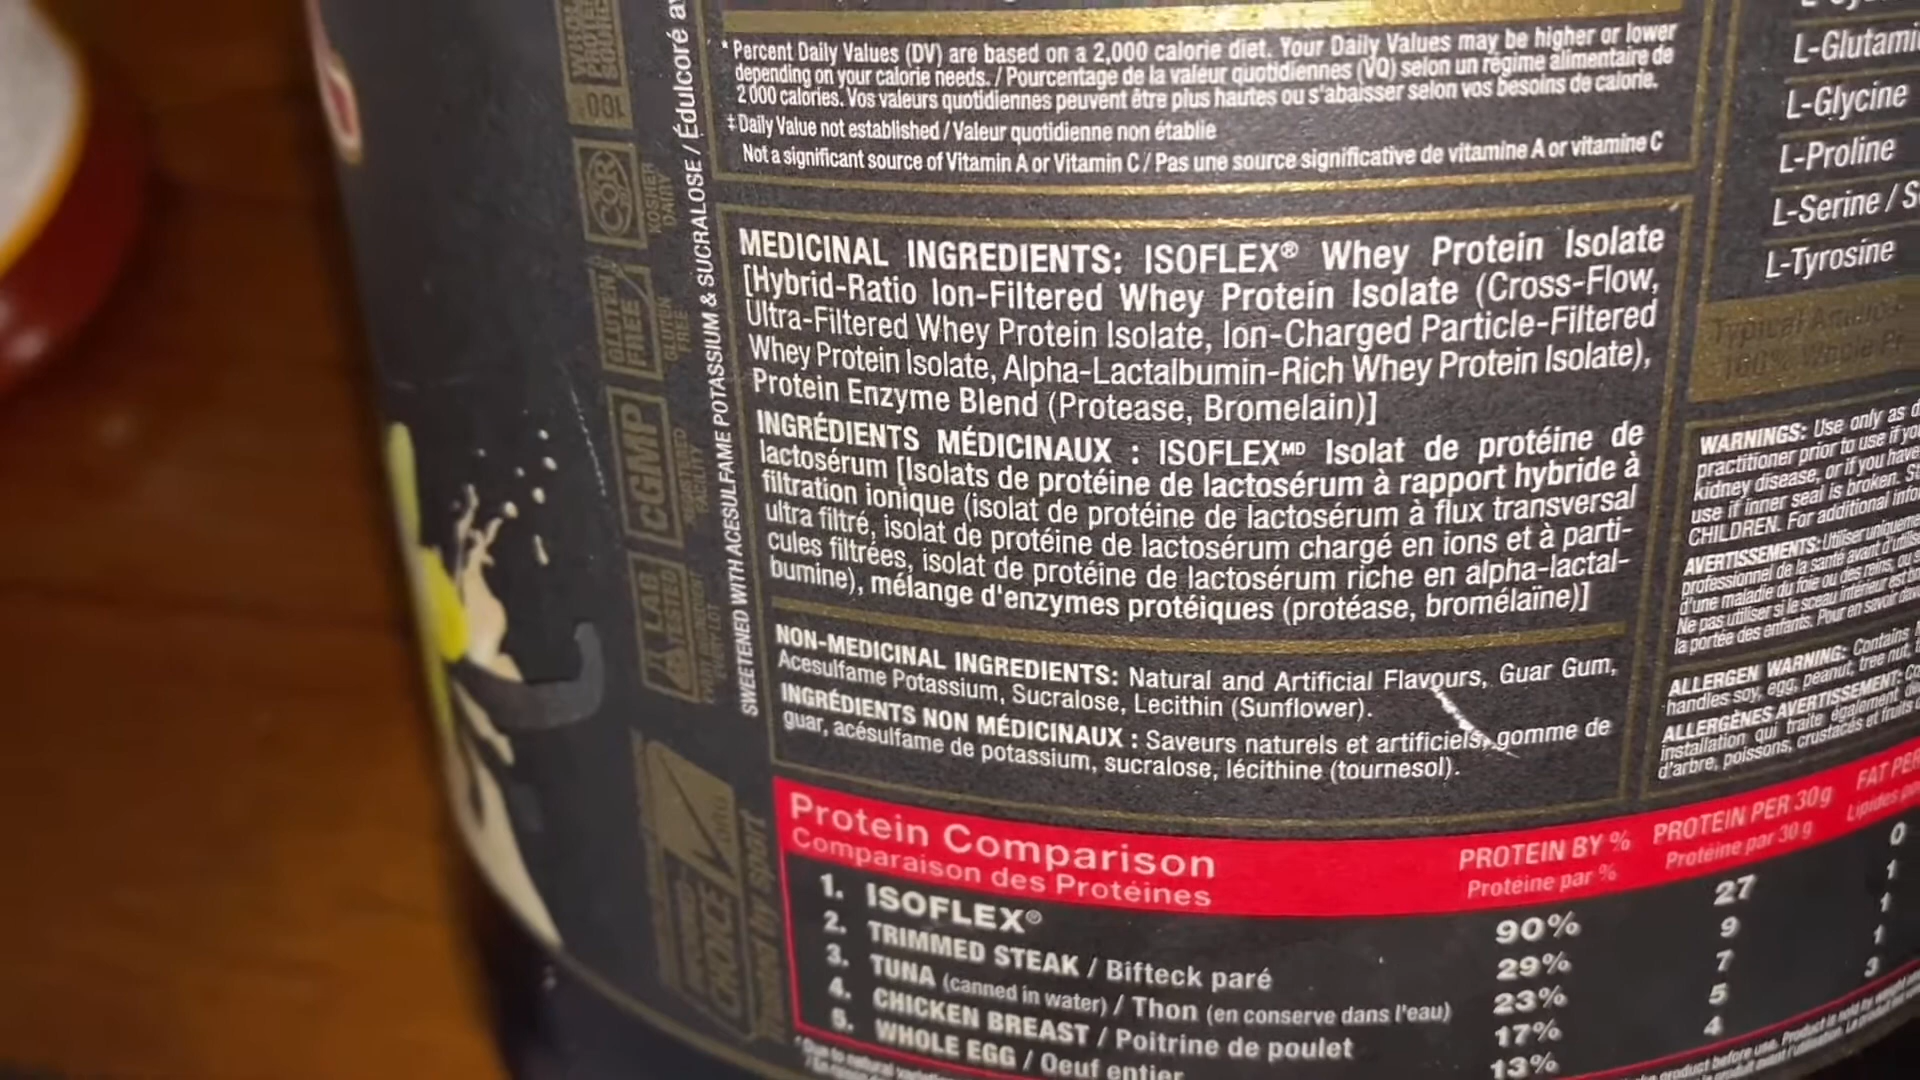 * Percent Daily Values (DV) are based on a 2,000 calorie diet. Your Daily Values may be higher or lower
depending on your calorie needs. / Pourcentage de la valeur quotidiennes (VQ) selon un régime alimentaire de
2 000 calories. Vos valeurs quotidiennes peuvent être plus hautes ou s'abaisser selon vos besoins de calorie.
‡ Daily Value not established / Valeur quotidienne non établie
Not a significant source of Vitamin A or Vitamin C / Pas une source significative de vitamine A or vitamine C
MEDICINAL INGREDIENTS: ISOFLEX® Whey Protein Isolate
[Hybrid-Ratio Ion-Filtered Whey Protein Isolate (Cross-Flow,
Ultra-Filtered Whey Protein Isolate, Ion-Charged Particle-Filtered
Whey Protein Isolate, Alpha-Lactalbumin-Rich Whey Protein Isolate),
Protein Enzyme Blend (Protease, Bromelain)]
INGRÉDIENTS MÉDICINAUX : ISOFLEXMD Isolat de protéine de
lactosérum [Isolats de protéine de lactosérum à rapport hybride à
filtration ionique (isolat de protéine de lactosérum à flux transversal
ultra filtré, isolat de protéine de lactosérum chargé en ions et à parti-
cules filtrées, isolat de protéine de lactosérum riche en alpha-lactal-
bumine), mélange d'enzymes protéiques (protéase, bromélaïne)]
NON-MEDICINAL INGREDIENTS: Natural and Artificial Flavours, Guar Gum,
Acesulfame Potassium, Sucralose, Lecithin (Sunflower).
INGRÉDIENTS NON MÉDICINAUX : Saveurs naturels et artificiels, gomme de
guar, acésulfame de potassium, sucralose, lécithine (tournesol).
Protein Comparison
Comparaison des Protéines
PROTEIN BY %
Protéine par %
PROTEIN PER 30g
Protéine par 30 g
FAT PER
Lipides
1. ISOFLEX® 90% 27 0
2. TRIMMED STEAK / Bifteck paré 29% 9 1
3. TUNA (canned in water) / Thon (en conserve dans l'eau) 23% 7 1
4. CHICKEN BREAST / Poitrine de poulet 17% 5 1
5. WHOLE EGG / Oeuf entier 13% 4 3
SWEETENED WITH ACESULFAME POTASSIUM & SUCRALOSE / Édulcoré
COR
KOSHER
DAIRY
GLUTEN
FREE
GLUTEN
FREE
CGMP
FACILITY
LAB
TESTED
CHOICE
L-Glutami
L-Glycine
L-Proline
L-Serine / S
L-Tyrosine
WARNINGS: Use only as
practitioner prior to use if you
kidney disease, or if you have
use if inner seal is broken.
CHILDREN. For additional
AVERTISSEMENTS: Utiliser
professionnel de la santé avant
d'une maladie du foie ou des reins, ou
Ne pas utiliser si le sceau intérieur est
la portée des enfants. Pour en savoir
ALLERGEN WARNING: Contains
handles soy, egg, peanut, tree nut,
ALLERGÈNES AVERTISSEMENT:
installation qui traite également
d'arbre, poissons, crustacés et fruits